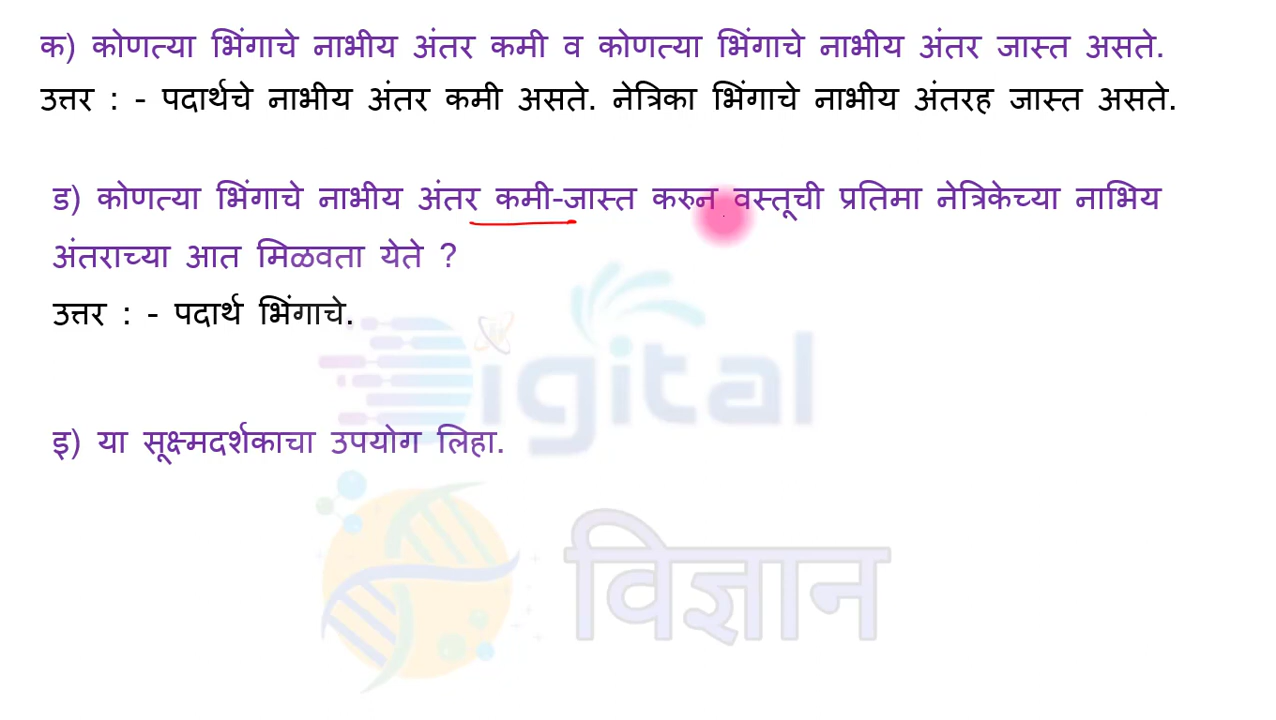 क) कोणत्या भिंगाचे नाभीय अंतर कमी व कोणत्या भिंगाचे नाभीय अंतर जास्त असते.
उत्तर : - पदार्थचे नाभीय अंतर कमी असते. नेत्रिका भिंगाचे नाभीय अंतरह जास्त असते.
ड) कोणत्या भिंगाचे नाभीय अंतर कमी-जास्त करुन वस्तूची प्रतिमा नेत्रिकेच्या नाभिय
अंतराच्या आत मिळवता येते ?
उत्तर : - पदार्थ भिंगाचे.
Digital
इ) या सूक्ष्मदर्शकाचा उपयोग लिहा.
विज्ञान